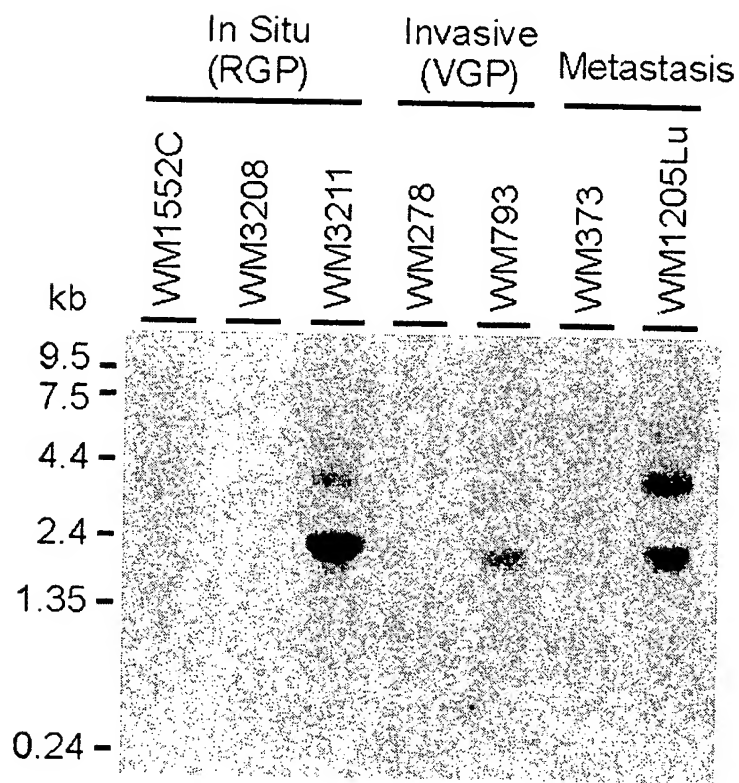 In Situ
(RGP)
Invasive
(VGP)
Metastasis
WM1552C
WM3208
WM3211
WM278
WM793
WM373
WM1205Lu
kb
9.5
7.5
4.4
2.4
1.35
0.24